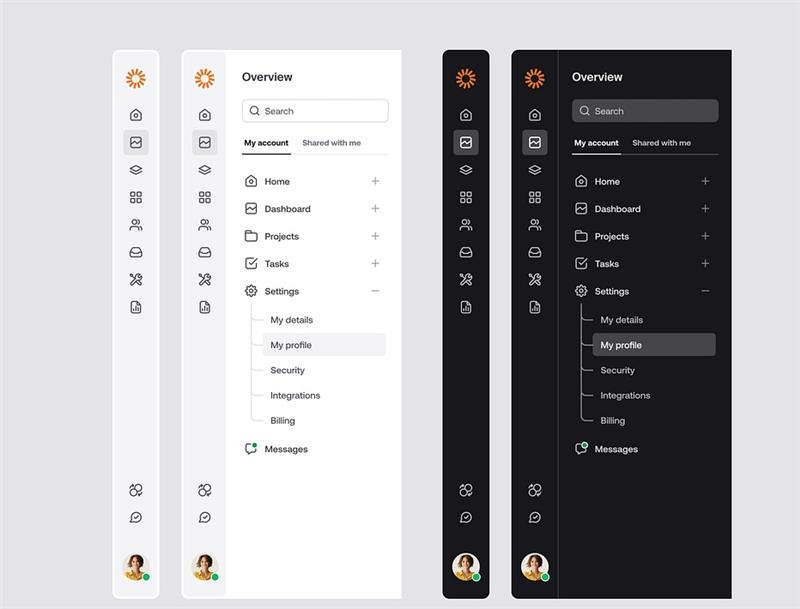 Overview
Search
My account Shared with me
Home
Dashboard
Projects
Tasks
Settings
My details
My profile
Security
Integrations
Billing
Messages
Overview
Search
My account Shared with me
Home
Dashboard
Projects
Tasks
Settings
My details
My profile
Security
Integrations
Billing
Messages